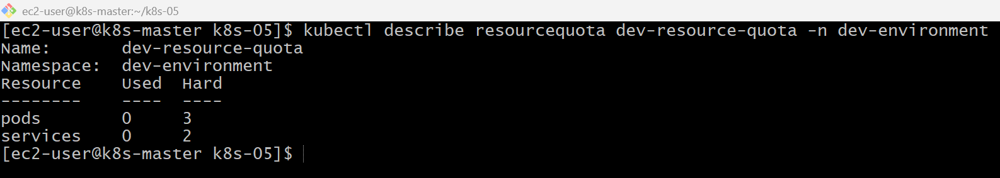 ec2-user@k8s-master:~/k8s-05
[ec2-user@k8s-master k8s-05]$ kubectl describe resourcequota dev-resource-quota -n dev-environment
Name:       dev-resource-quota
Namespace:  dev-environment
Resource    Used  Hard
--------    ----  ----
pods        0     3
services    0     2
[ec2-user@k8s-master k8s-05]$